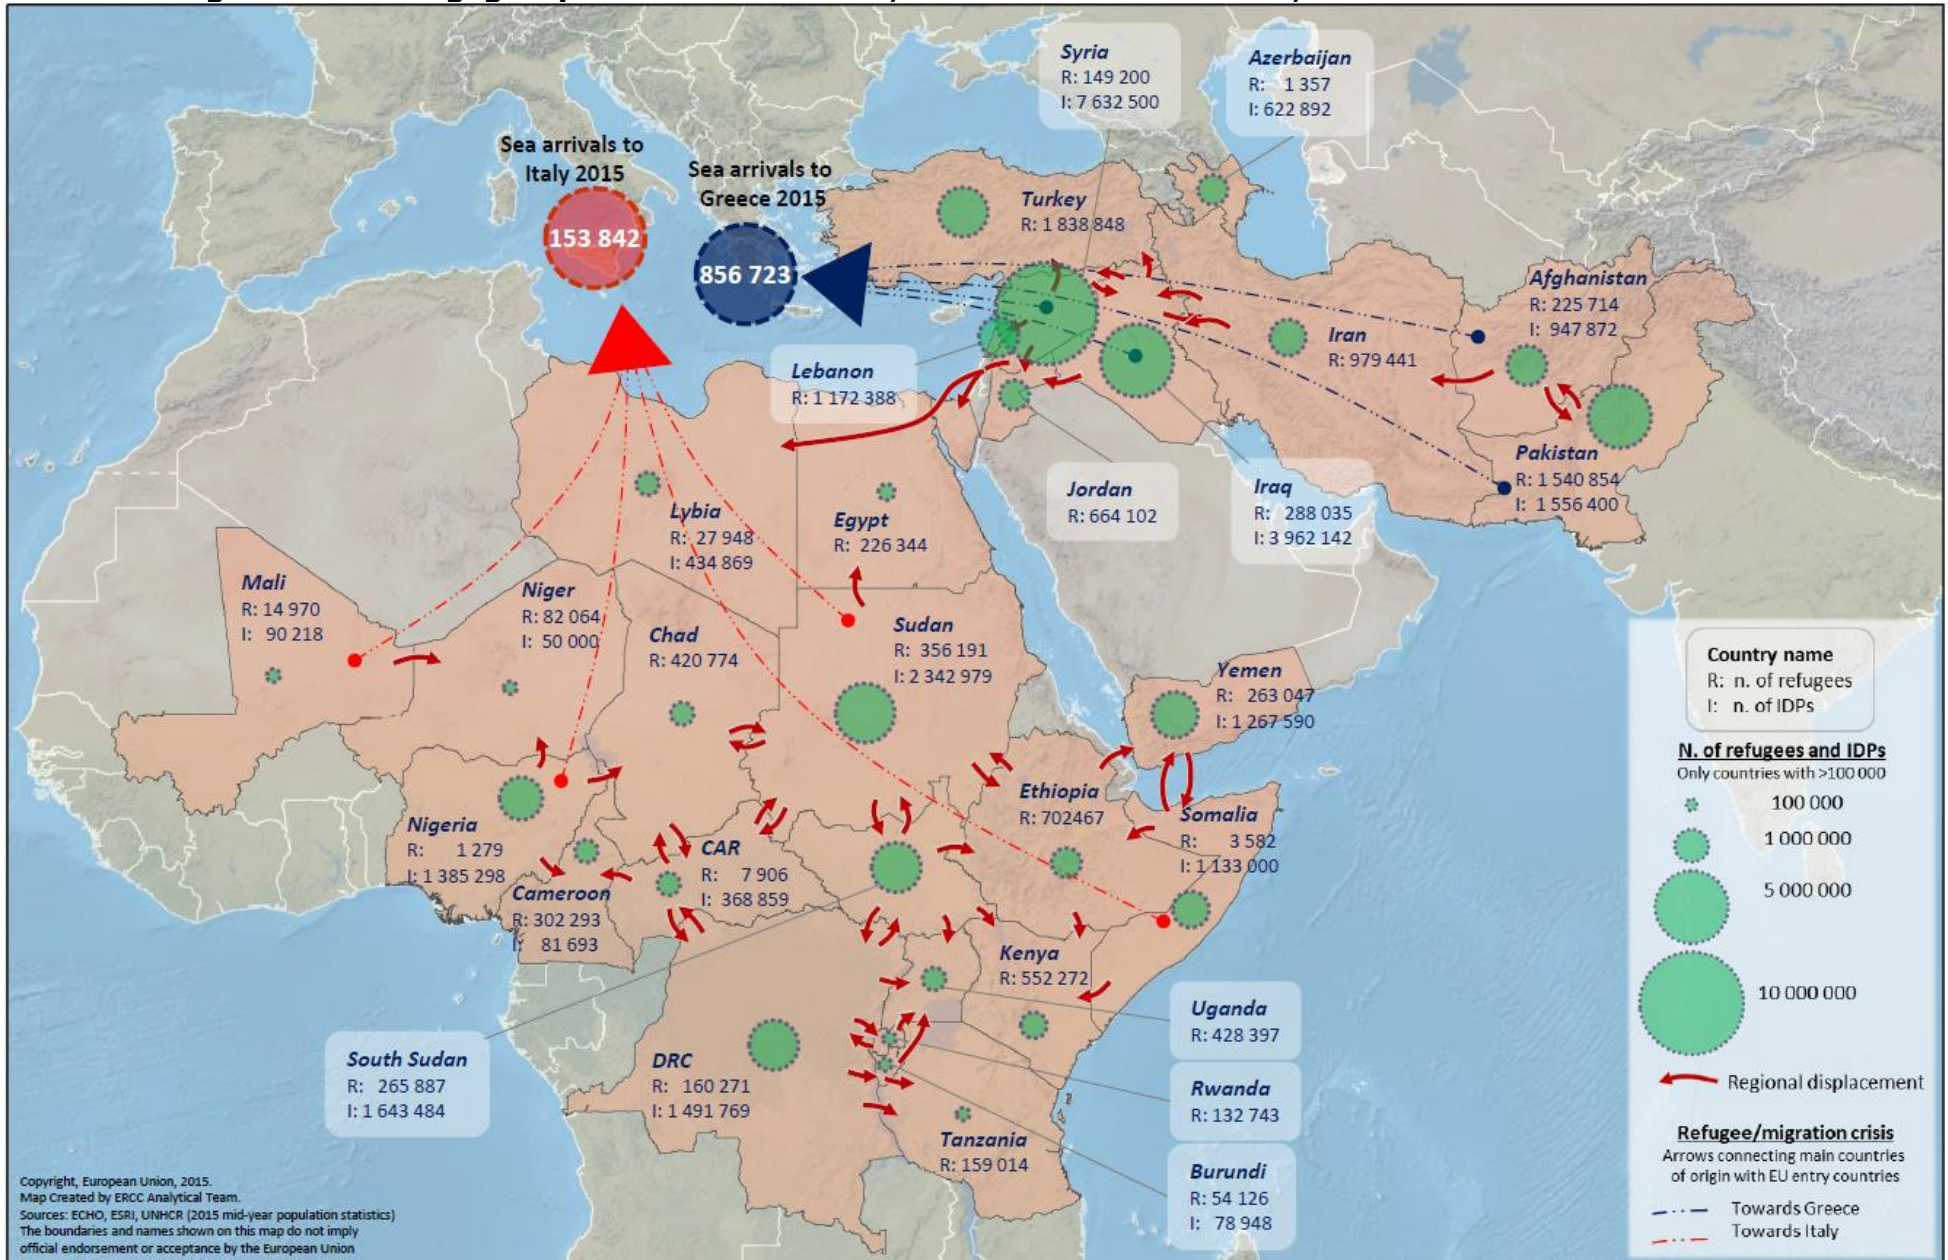 Syria
R: 149 200
I: 7 632 500
Azerbaijan
R: 1 357
I: 622 892
Sea arrivals to
Italy 2015
153 842
Sea arrivals to
Greece 2015
856 723
Turkey
R: 1 838 848
Afghanistan
R: 225 714
I: 947 872
Iran
R: 979 441
Lebanon
R: 1 172 388
Pakistan
R: 1 540 854
I: 1 556 400
Jordan
R: 664 102
Iraq
R: 288 035
I: 3 962 142
Lybia
R: 27 948
I: 434 869
Egypt
R: 226 344
Mali
R: 14 970
I: 90 218
Niger
R: 82 064
I: 50 000
Chad
R: 420 774
Sudan
R: 356 191
I: 2 342 979
Yemen
R: 263 047
I: 1 267 590
Ethiopia
R: 702467
Somalia
R: 3 582
I: 1 133 000
Nigeria
R: 1 279
I: 1 385 298
Cameroon
R: 302 293
I: 81 693
CAR
R: 7 906
I: 368 859
Kenya
R: 552 272
Uganda
R: 428 397
South Sudan
R: 265 887
I: 1 643 484
DRC
R: 160 271
I: 1 491 769
Rwanda
R: 132 743
Tanzania
R: 159 014
Burundi
R: 54 126
I: 78 948
Country name
R: n. of refugees
I: n. of IDPs
N. of refugees and IDPs
Only countries with >100 000
100 000
1 000 000
5 000 000
10 000 000
Regional displacement
Refugee/migration crisis
Arrows connecting main countries
of origin with EU entry countries
Towards Greece
Towards Italy
Copyright, European Union, 2015.
Map Created by ERCC Analytical Team.
Sources: ECHO, ESRI, UNHCR (2015 mid-year population statistics)
The boundaries and names shown on this map do not imply
official endorsement or acceptance by the European Union